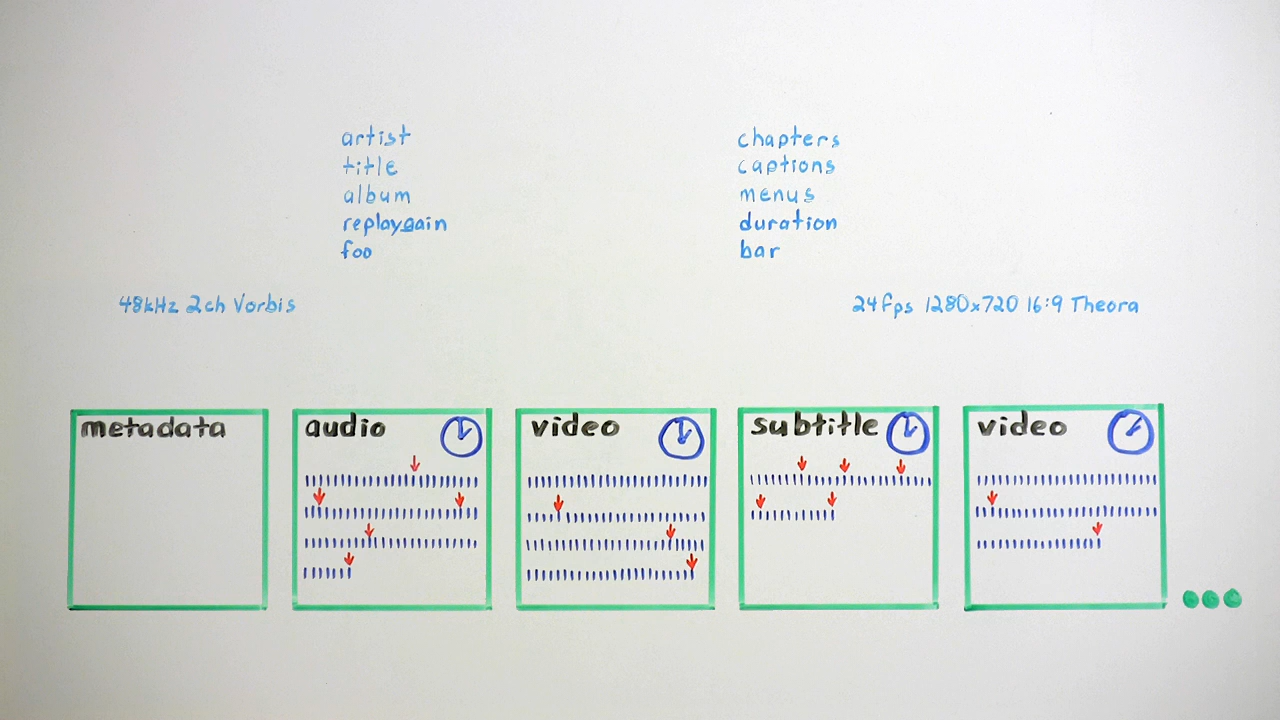 artist
title
album
replaygain
foo
chapters
captions
menus
duration
bar
48kHz 2ch Vorbis
24fps 1280x720 16:9 Theora
metadata
audio
video
subtitle
video